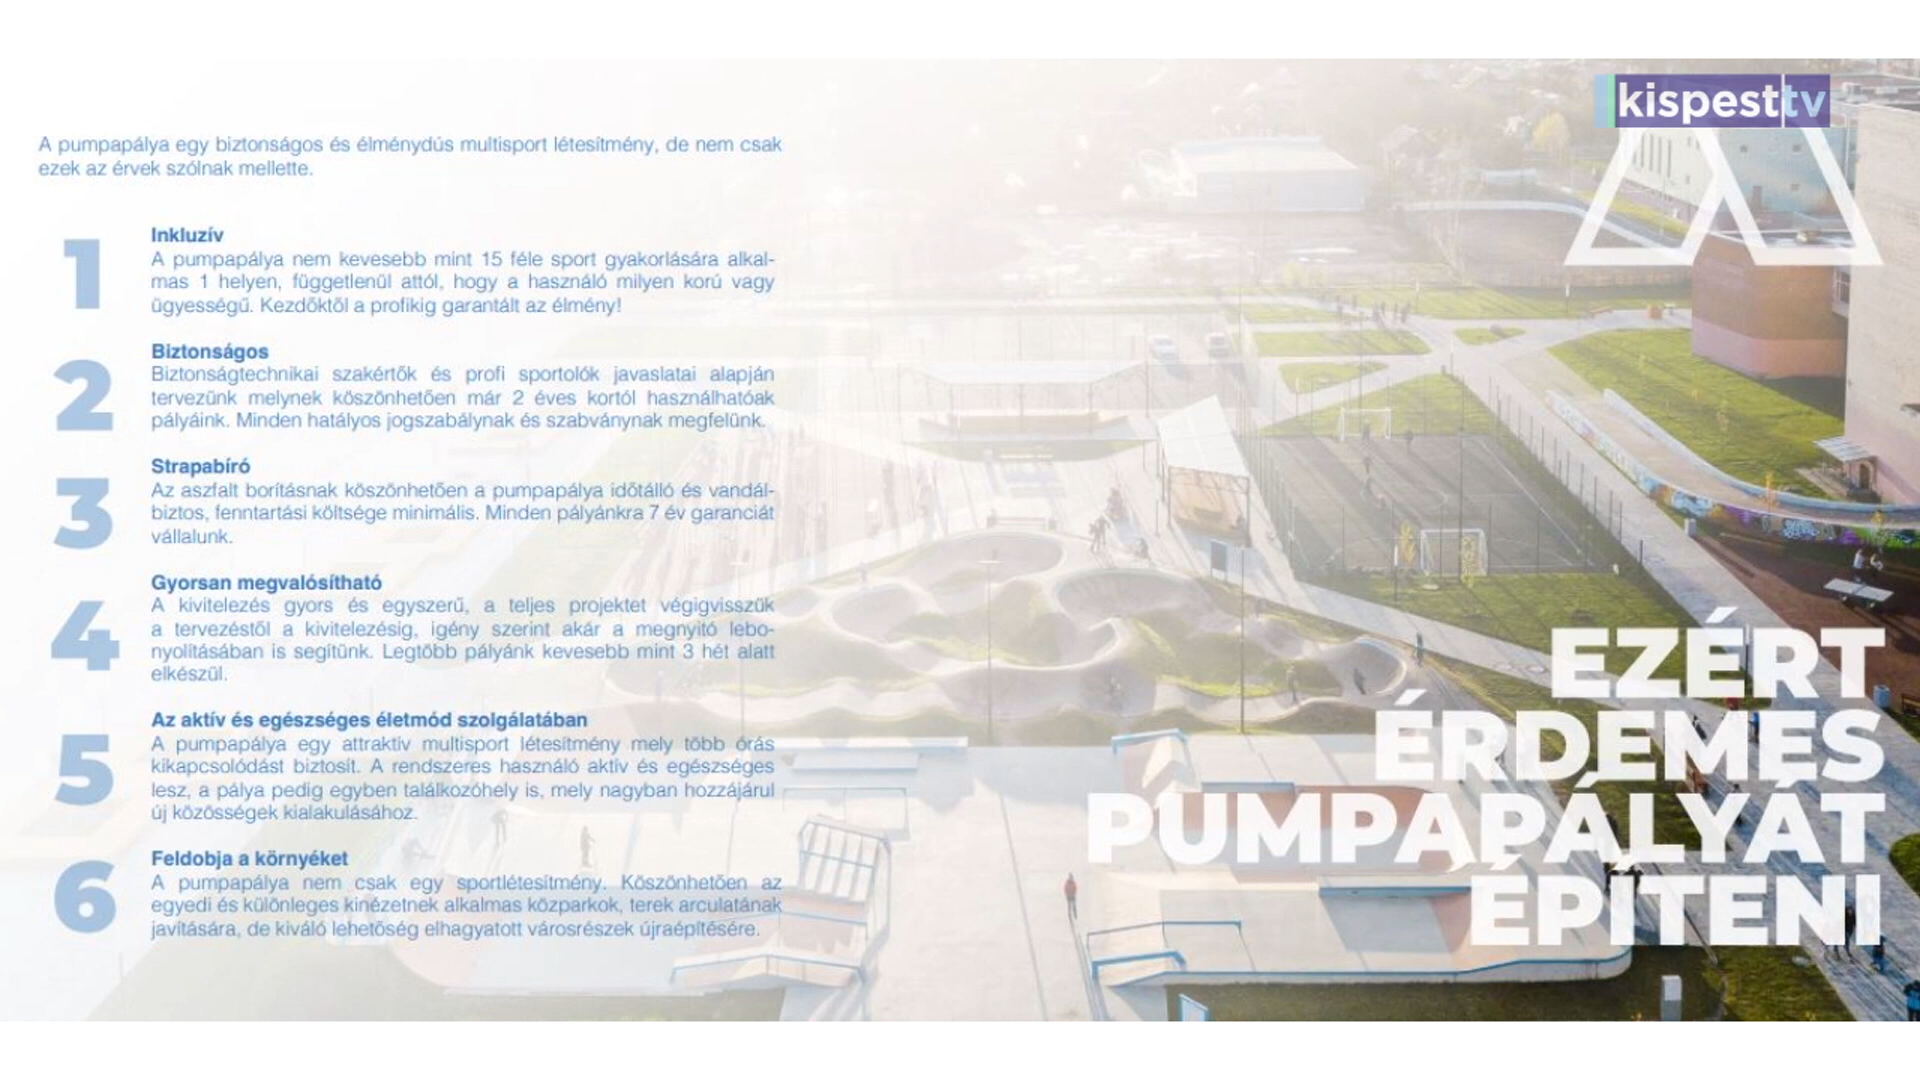 kispest tv
A pumpapálya egy biztonságos és élménydús multisport létesítmény, de nem csak
ezek az érvek szólnak mellette.
1
Inkluzív
A pumpapálya nem kevesebb mint 15 féle sport gyakorlására alkal-
mas 1 helyen, függetlenül attól, hogy a használó milyen korú vagy
ügyességű. Kezdőktől a profikig garantált az élmény!
2
Biztonságos
Biztonságtechnikai szakértők és profi sportolók javaslatai alapján
tervezünk melynek köszönhetően már 2 éves kortól használhatóak
pályáink. Minden hatályos jogszabálynak és szabványnak megfelünk.
3
Strapabíró
Az aszfalt borításnak köszönhetően a pumpapálya időtálló és vandál-
biztos, fenntartási költsége minimális. Minden pályánkra 7 év garanciát
vállalunk.
4
Gyorsan megvalósítható
A kivitelezés gyors és egyszerű, a teljes projektet végigvisszük
a tervezéstől a kivitelezésig, igény szerint akár a megnyitó lebo-
nyolításában is segítünk. Legtöbb pályánk kevesebb mint 3 hét alatt
elkészül.
5
Az aktív és egészséges életmód szolgálatában
A pumpapálya egy attraktív multisport létesítmény mely több órás
kikapcsolódást biztosít. A rendszeres használó aktív és egészséges
lesz, a pálya pedig egyben találkozóhely is, mely nagyban hozzájárul
új közösségek kialakulásához.
6
Feldobja a környéket
A pumpapálya nem csak egy sportlétesítmény. Köszönhetően az
egyedi és különleges kinézetnek alkalmas közparkok, terek arculatának
javítására, de kiváló lehetőség elhagyatott városrészek újraépítésére.
EZÉRT
ÉRDEMES
PUMPAPÁLYÁT
ÉPÍTENI